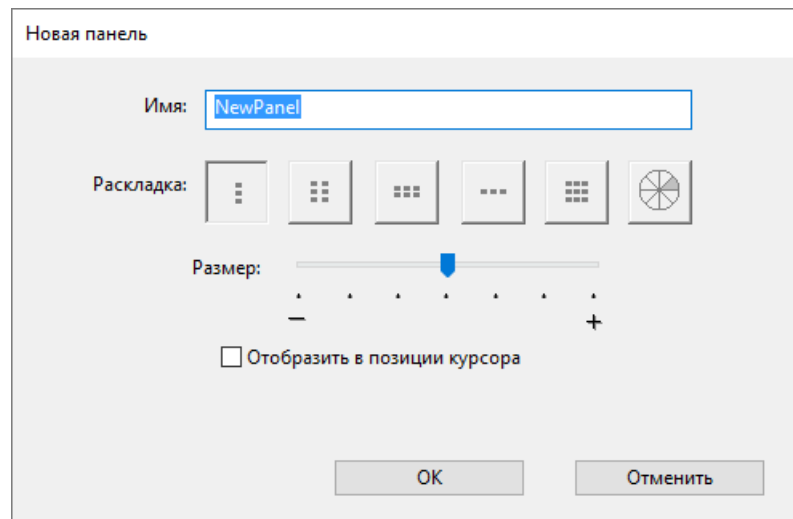 Новая панель
Имя: NewPanel
Раскладка:
Размер:
− +
Отобразить в позиции курсора
OK Отменить